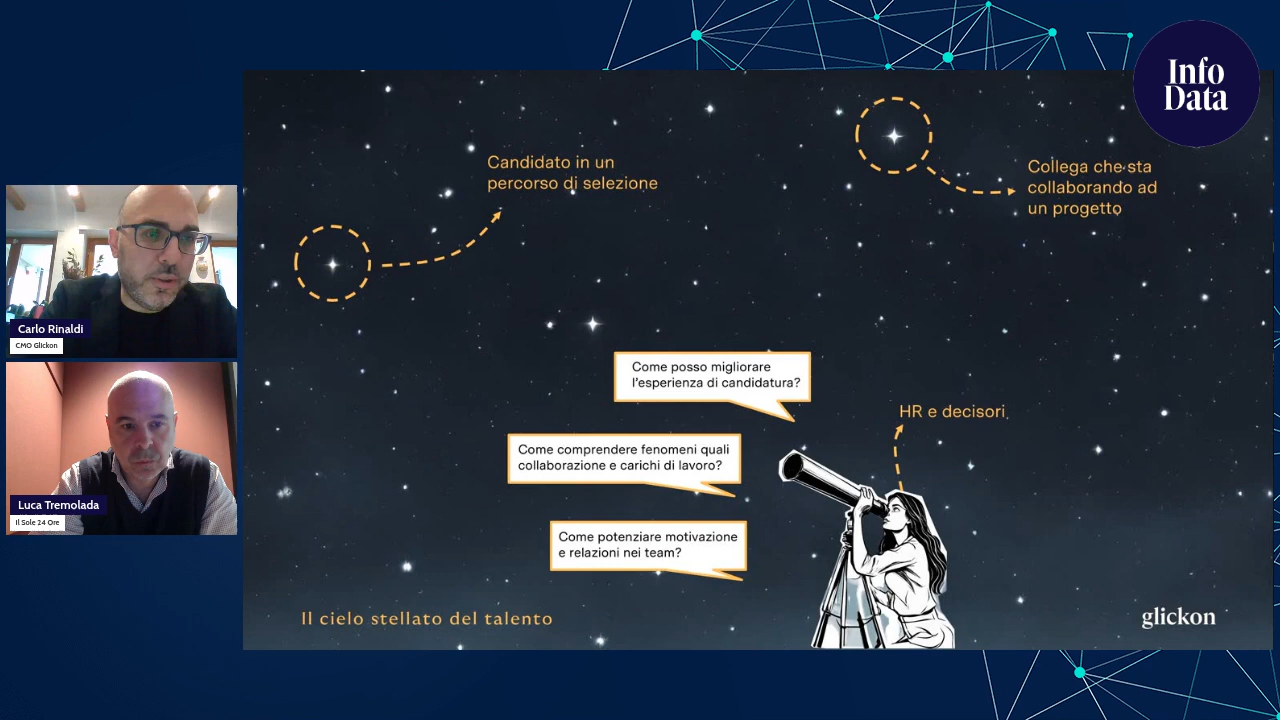 Info
Data
Candidato in un
percorso di selezione
Collega che sta
collaborando ad
un progetto
Carlo Rinaldi
CMO Glickon
Come posso migliorare
l'esperienza di candidatura?
HR e decisori
Come comprendere fenomeni quali
collaborazione e carichi di lavoro?
Luca Tremolada
Il Sole 24 Ore
Come potenziare motivazione
e relazioni nei team?
Il cielo stellato del talento
glickon